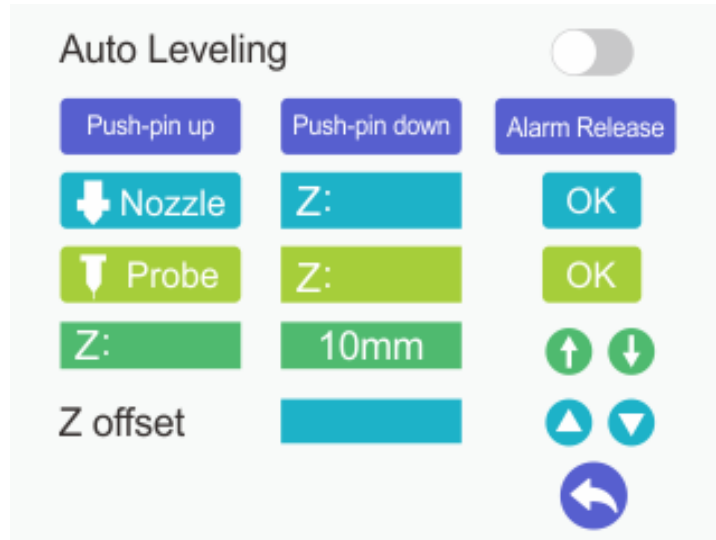 Auto Leveling
Push-pin up Push-pin down Alarm Release
Nozzle Z: OK
Probe Z: OK
Z: 10mm
Z offset